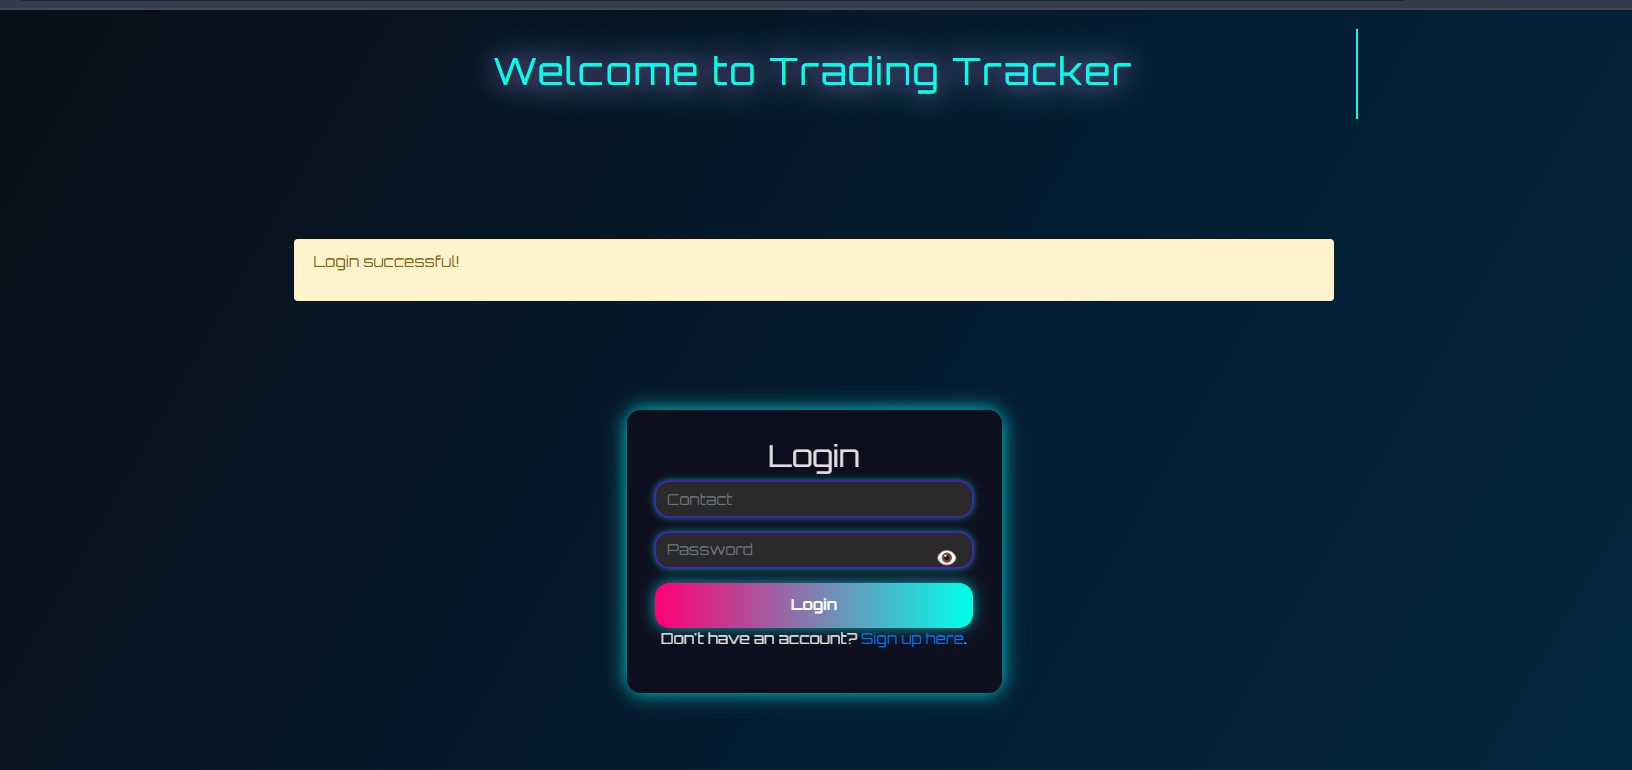 Welcome to Trading Tracker
Login successful!
Login
Contact
Password
Login
Don't have an account? Sign up here.